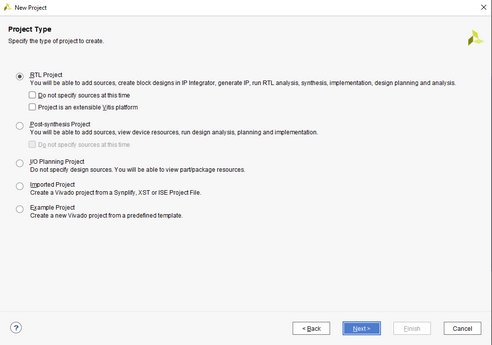 New Project
Project Type
Specify the type of project to create.
RTL Project
You will be able to add sources, create block designs in IP Integrator, generate IP, run RTL analysis, synthesis, implementation, design planning and analysis.
Do not specify sources at this time
Project is an extensible Vitis platform
Post-synthesis Project
You will be able to add sources, view device resources, run design analysis, planning and implementation.
Do not specify sources at this time
I/O Planning Project
Do not specify design sources. You will be able to view part/package resources.
Imported Project
Create a Vivado project from a Synplify, XST or ISE Project File.
Example Project
Create a new Vivado project from a predefined template.
?
< Back
Next >
Finish
Cancel